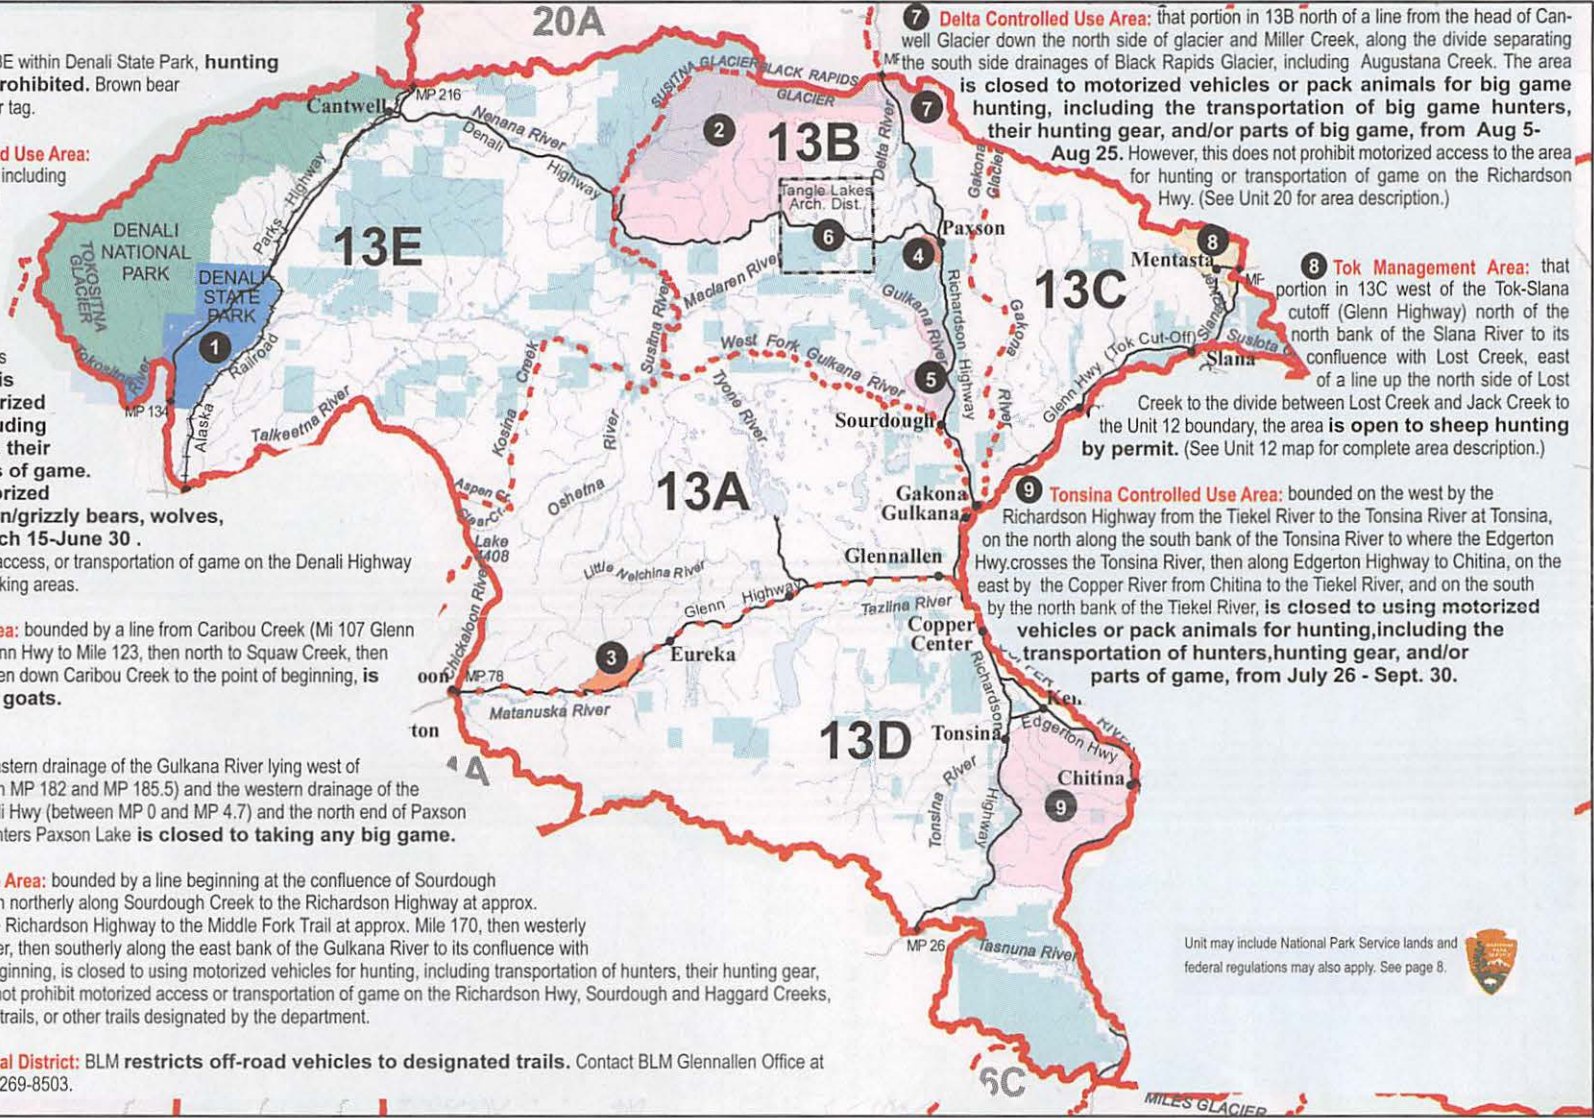 20A
3E within Denali State Park, hunting
rohibited. Brown bear
r tag.
d Use Area:
including
s
is
rized
uding
their
s of game.
orized
n/grizzly bears, wolves,
ch 15-June 30 .
access, or transportation of game on the Denali Highway
king areas.
ea: bounded by a line from Caribou Creek (Mi 107 Glenn
nn Hwy to Mile 123, then north to Squaw Creek, then
en down Caribou Creek to the point of beginning, is
goats.
stern drainage of the Gulkana River lying west of
n MP 182 and MP 185.5) and the western drainage of the
li Hwy (between MP 0 and MP 4.7) and the north end of Paxson
nters Paxson Lake is closed to taking any big game.
Area: bounded by a line beginning at the confluence of Sourdough
n northerly along Sourdough Creek to the Richardson Highway at approx.
Richardson Highway to the Middle Fork Trail at approx. Mile 170, then westerly
er, then southerly along the east bank of the Gulkana River to its confluence with
ginning, is closed to using motorized vehicles for hunting, including transportation of hunters, their hunting gear,
not prohibit motorized access or transportation of game on the Richardson Hwy, Sourdough and Haggard Creeks,
trails, or other trails designated by the department.
al District: BLM restricts off-road vehicles to designated trails. Contact BLM Glennallen Office at
269-8503.
Cantwell
MP 216
Nenana River
Denali
Highway
Parks Highway
DENALI
NATIONAL
PARK
TOKOSITNA
GLACIER
DENALI
STATE
PARK
1
Tokositna
River
MP 134
Alaska
Railroad
Talkeetna River
13E
SUSITNA GLACIER
BLACK RAPIDS
GLACIER
2
13B
Delta River
Tangle Lakes
Arch. Dist.
6
4
Paxson
Maclaren River
Susitna River
Gulkana River
Richardson Highway
West Fork Gulkana River
5
Sourdough
Gakona
Glacier
7
13C
Gakona
River
Mentasta
8
Glenn Hwy (Tok Cut-Off)
Slana
Suslota
Slana
Kosina Creek
River
Oshetna
Tyone River
13A
Aspen Cr.
Clear Cr.
Lake
4408
Chickaloon River
Little Nelchina River
Glenn Highway
Gakona
Gulkana
Glennallen
Tazlina River
Copper
Center
3
Eureka
oon
MP 78
Matanuska River
ton
13D
Richardson
Highway
Tonsina
Tonsina River
Edgerton Hwy
Chitina
9
MP 26
Tasnuna River
6C
MILES GLACIER
7 Delta Controlled Use Area: that portion in 13B north of a line from the head of Can-
well Glacier down the north side of glacier and Miller Creek, along the divide separating
the south side drainages of Black Rapids Glacier, including Augustana Creek. The area
is closed to motorized vehicles or pack animals for big game
hunting, including the transportation of big game hunters,
their hunting gear, and/or parts of big game, from Aug 5-
Aug 25. However, this does not prohibit motorized access to the area
for hunting or transportation of game on the Richardson
Hwy. (See Unit 20 for area description.)
8 Tok Management Area: that
portion in 13C west of the Tok-Slana
cutoff (Glenn Highway) north of the
north bank of the Slana River to its
confluence with Lost Creek, east
of a line up the north side of Lost
Creek to the divide between Lost Creek and Jack Creek to
the Unit 12 boundary, the area is open to sheep hunting
by permit. (See Unit 12 map for complete area description.)
9 Tonsina Controlled Use Area: bounded on the west by the
Richardson Highway from the Tiekel River to the Tonsina River at Tonsina,
on the north along the south bank of the Tonsina River to where the Edgerton
Hwy.crosses the Tonsina River, then along Edgerton Highway to Chitina, on the
east by the Copper River from Chitina to the Tiekel River, and on the south
by the north bank of the Tiekel River, is closed to using motorized
vehicles or pack animals for hunting,including the
transportation of hunters,hunting gear, and/or
parts of game, from July 26 - Sept. 30.
Unit may include National Park Service lands and
federal regulations may also apply. See page 8.